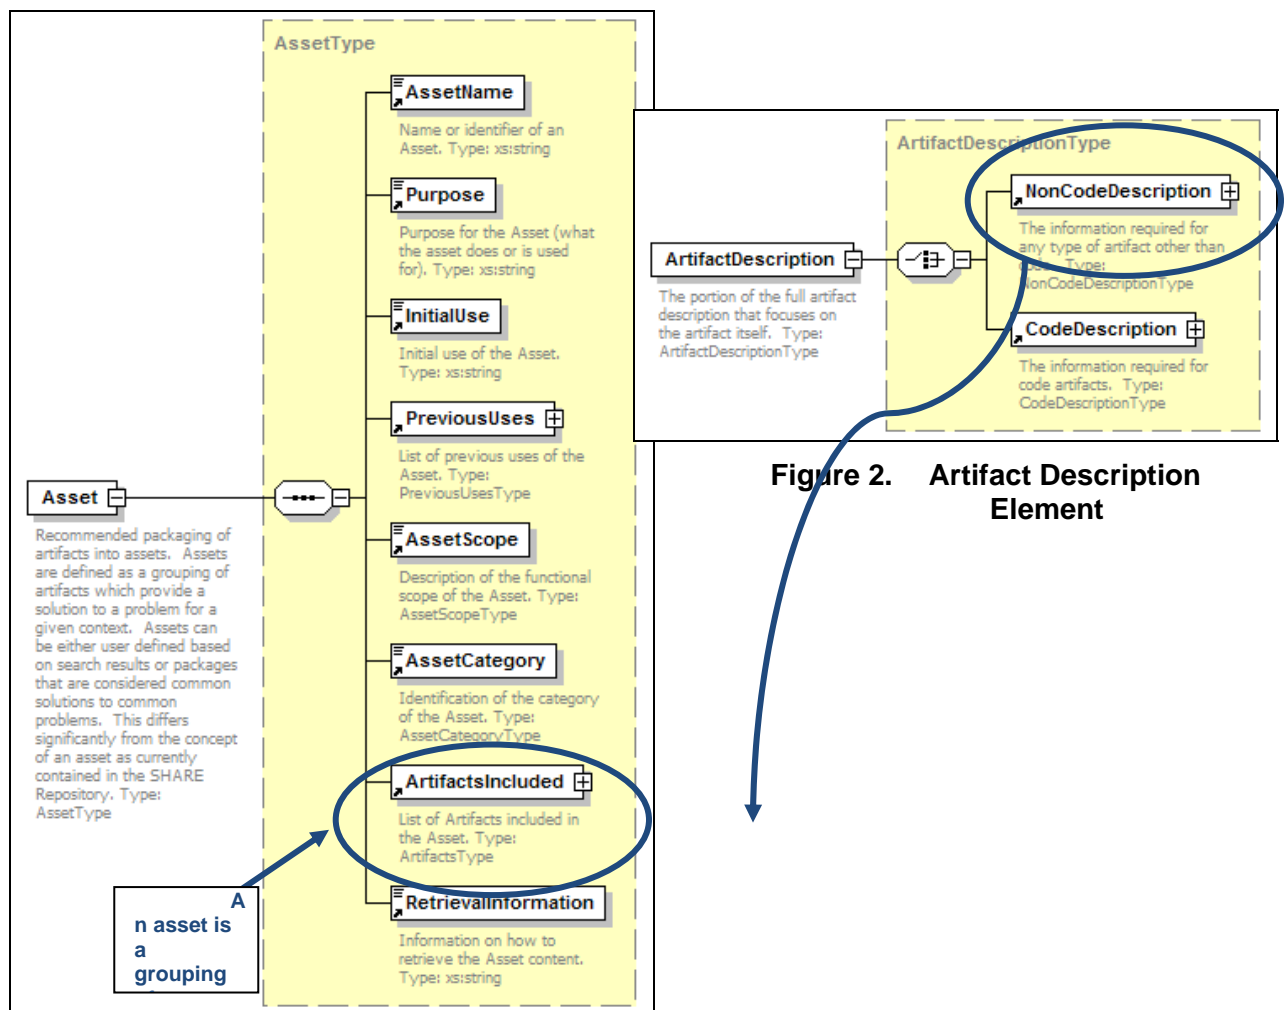 AssetType
AssetName
Name or identifier of an
Asset. Type: xs:string
Purpose
Purpose for the Asset (what
the asset does or is used
for). Type: xs:string
InitialUse
Initial use of the Asset.
Type: xs:string
PreviousUses
List of previous uses of the
Asset. Type:
PreviousUsesType
Asset
Recommended packaging of
artifacts into assets. Assets
are defined as a grouping of
artifacts which provide a
solution to a problem for a
given context. Assets can
be either user defined based
on search results or packages
that are considered common
solutions to common
problems. This differs
significantly from the concept
of an asset as currently
contained in the SHARE
Repository. Type:
AssetType
AssetScope
Description of the functional
scope of the Asset. Type:
AssetScopeType
AssetCategory
Identification of the category
of the Asset. Type:
AssetCategoryType
ArtifactsIncluded
List of Artifacts included in
the Asset. Type:
ArtifactsType
RetrievalInformation
Information on how to
retrieve the Asset content.
Type: xs:string
A
n asset is
a
grouping
ArtifactDescriptionType
NonCodeDescription
The information required for
any type of artifact other than
code. Type:
NonCodeDescriptionType
ArtifactDescription
The portion of the full artifact
description that focuses on
the artifact itself. Type:
ArtifactDescriptionType
CodeDescription
The information required for
code artifacts. Type:
CodeDescriptionType
Figure 2. Artifact Description
Element